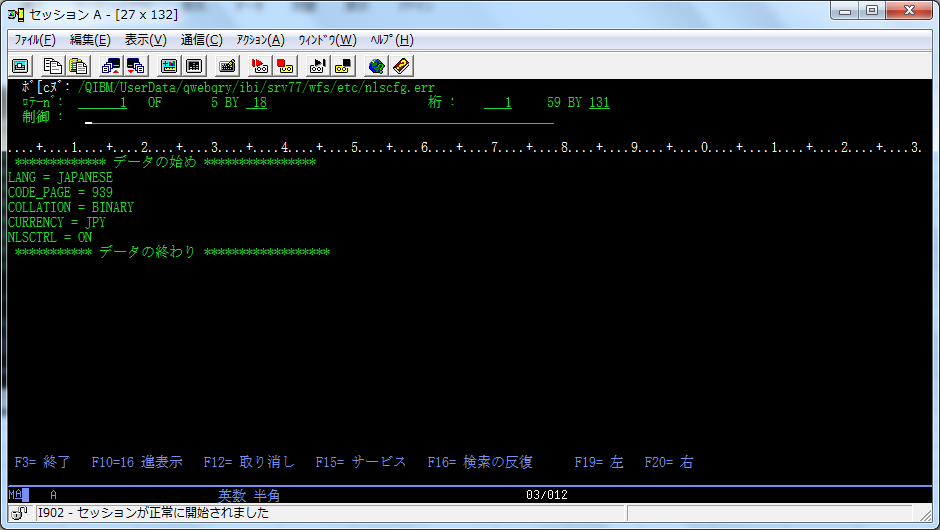 セッション A - [27 x 132]
ﾌｧｲﾙ(F) 編集(E) 表示(V) 通信(C) ｱｸｼｮﾝ(A) ｳｨﾝﾄﾞｳ(W) ﾍﾙﾌﾟ(H)
ﾎﾞ[cｽﾞ: /QIBM/UserData/qwebqry/ibi/srv77/wfs/etc/nlscfg.err
ﾛﾃｰﾝﾞ: 1 OF 5 BY 18 桁 : 1 59 BY 131
制御 :
....+....1....+....2....+....3....+....4....+....5....+....6....+....7....+....8....+....9....+....0....+....1....+....2....+....3.
************* データの始め ****************
LANG = JAPANESE
CODE_PAGE = 939
COLLATION = BINARY
CURRENCY = JPY
NLSCTRL = ON
*********** データの終わり ******************
F3= 終了 F10=16 進表示 F12= 取り消し F15= サービス F16= 検索の反復 F19= 左 F20= 右
MA A 英数 半角 03/012
I902 - セッションが正常に開始されました